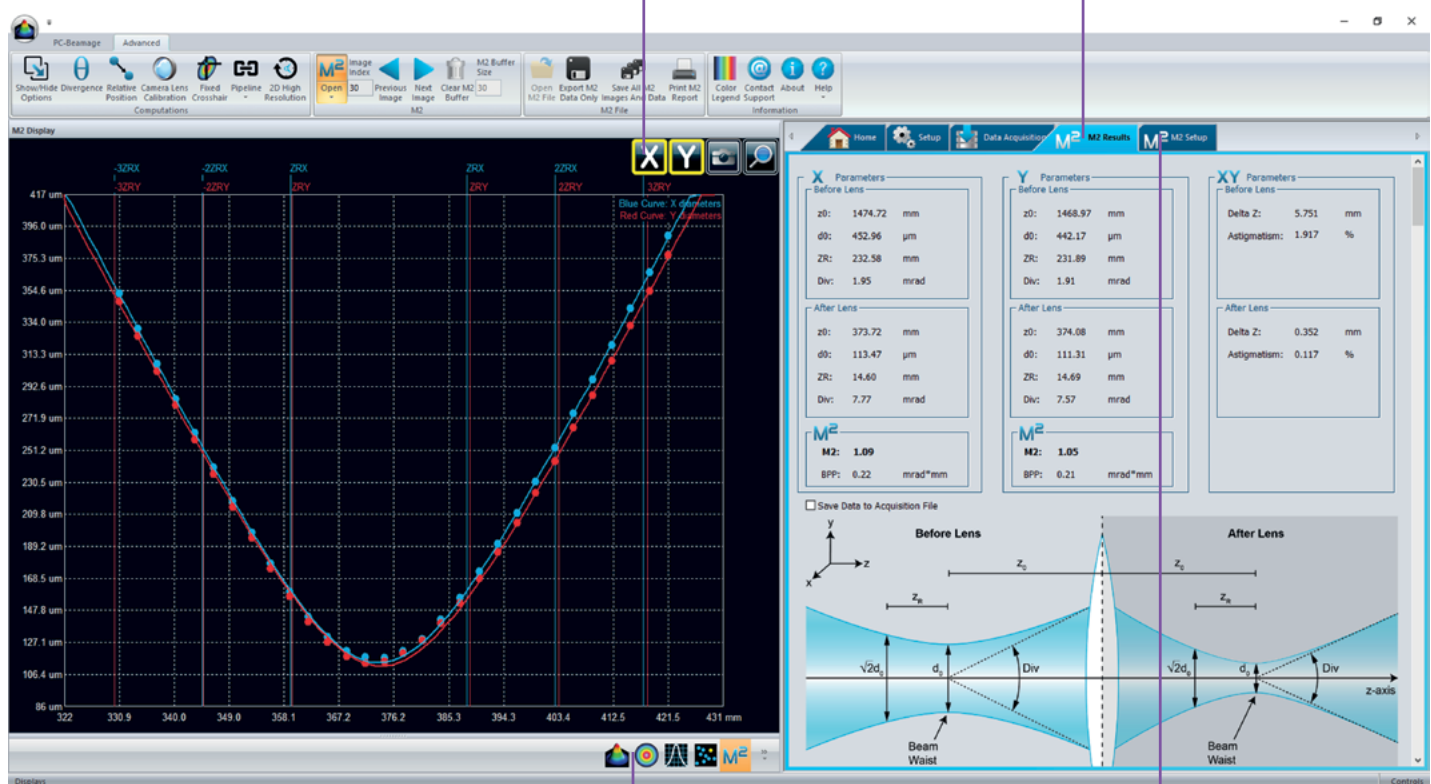 PC-Beamage Advanced
Show/Hide Options
Divergence
Relative Position
Camera Lens Calibration
Fixed Crosshair
Pipeline
2D High Resolution
Computations
M2 Open
Image Index
30
Previous Image
Next Image
Clear M2 Buffer
M2 Buffer Size
30
M2
Open M2 File
Export M2 Data Only
Save All M2 Images And Data
Print M2 Report
M2 File
Color Legend
Contact Support
About
Help
Information
M2 Display
X Y
-3ZRX -2ZRX ZRX ZRX 2ZRX
-3ZRY -2ZRY ZRY ZRY 2ZRY 3ZRY
Blue Curve: X diameters
Red Curve: Y diameters
417 um
396.0 um
375.3 um
354.6 um
334.0 um
313.3 um
292.6 um
271.9 um
251.2 um
230.5 um
209.8 um
189.2 um
168.5 um
147.8 um
127.1 um
106.4 um
86 um
322 330.9 340.0 349.0 358.1 367.2 376.2 385.3 394.3 403.4 412.5 421.5 431 mm
M2
Displays
Home Setup Data Acquisition M2 M2 Results M2 M2 Setup
X Parameters
Before Lens
z0: 1474.72 mm
d0: 452.96 µm
ZR: 232.58 mm
Div: 1.95 mrad
After Lens
z0: 373.72 mm
d0: 113.47 µm
ZR: 14.60 mm
Div: 7.77 mrad
M2
M2: 1.09
BPP: 0.22 mrad*mm
Y Parameters
Before Lens
z0: 1468.97 mm
d0: 442.17 µm
ZR: 231.89 mm
Div: 1.91 mrad
After Lens
z0: 374.08 mm
d0: 111.31 µm
ZR: 14.69 mm
Div: 7.57 mrad
M2
M2: 1.05
BPP: 0.21 mrad*mm
XY Parameters
Before Lens
Delta Z: 5.751 mm
Astigmatism: 1.917 %
After Lens
Delta Z: 0.352 mm
Astigmatism: 0.117 %
Save Data to Acquisition File
y
z
x
Before Lens After Lens
z₀ z₀
z_R z_R
√2d₀ d₀ Div √2d₀ d₀ Div
z-axis
Beam Waist
Beam Waist
Controls